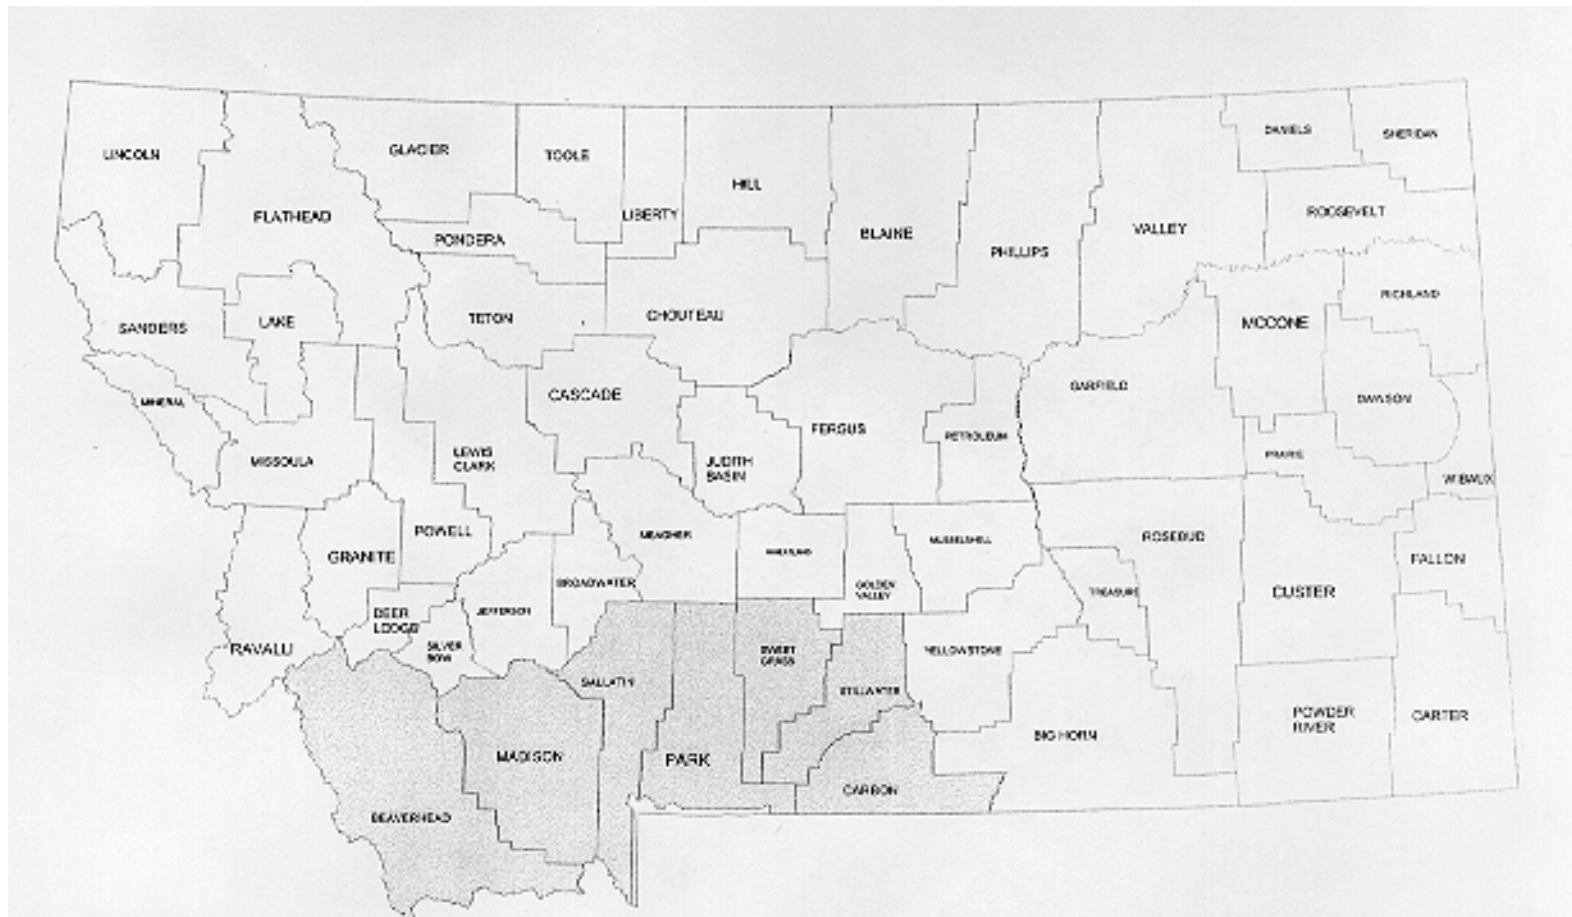 LINCOLN
GLACIER
TOOLE
DANIELS
SHERIDAN
HILL
FLATHEAD
LIBERTY
ROOSEVELT
PONDERA
BLAINE
VALLEY
PHILLIPS
SANDERS
LAKE
TETON
CHOUTEAU
RICHLAND
MCCONE
CASCADE
GARFIELD
MINERAL
DAWSON
FERGUS
PETROLEUM
MISSOULA
LEWIS
CLARK
JUDITH
BASIN
PRAIRIE
WIBAUX
POWELL
MEAGHER
WHEATLAND
MUSSELSHELL
ROSEBUD
GRANITE
FALLON
BROADWATER
GOLDEN
VALLEY
TREASURE
CUSTER
DEER
LODGE
JEFFERSON
RAVALLI
SILVER
BOW
SWEET
GRASS
YELLOWSTONE
GALLATIN
STILLWATER
POWDER
RIVER
CARTER
BIG HORN
MADISON
PARK
CARBON
BEAVERHEAD